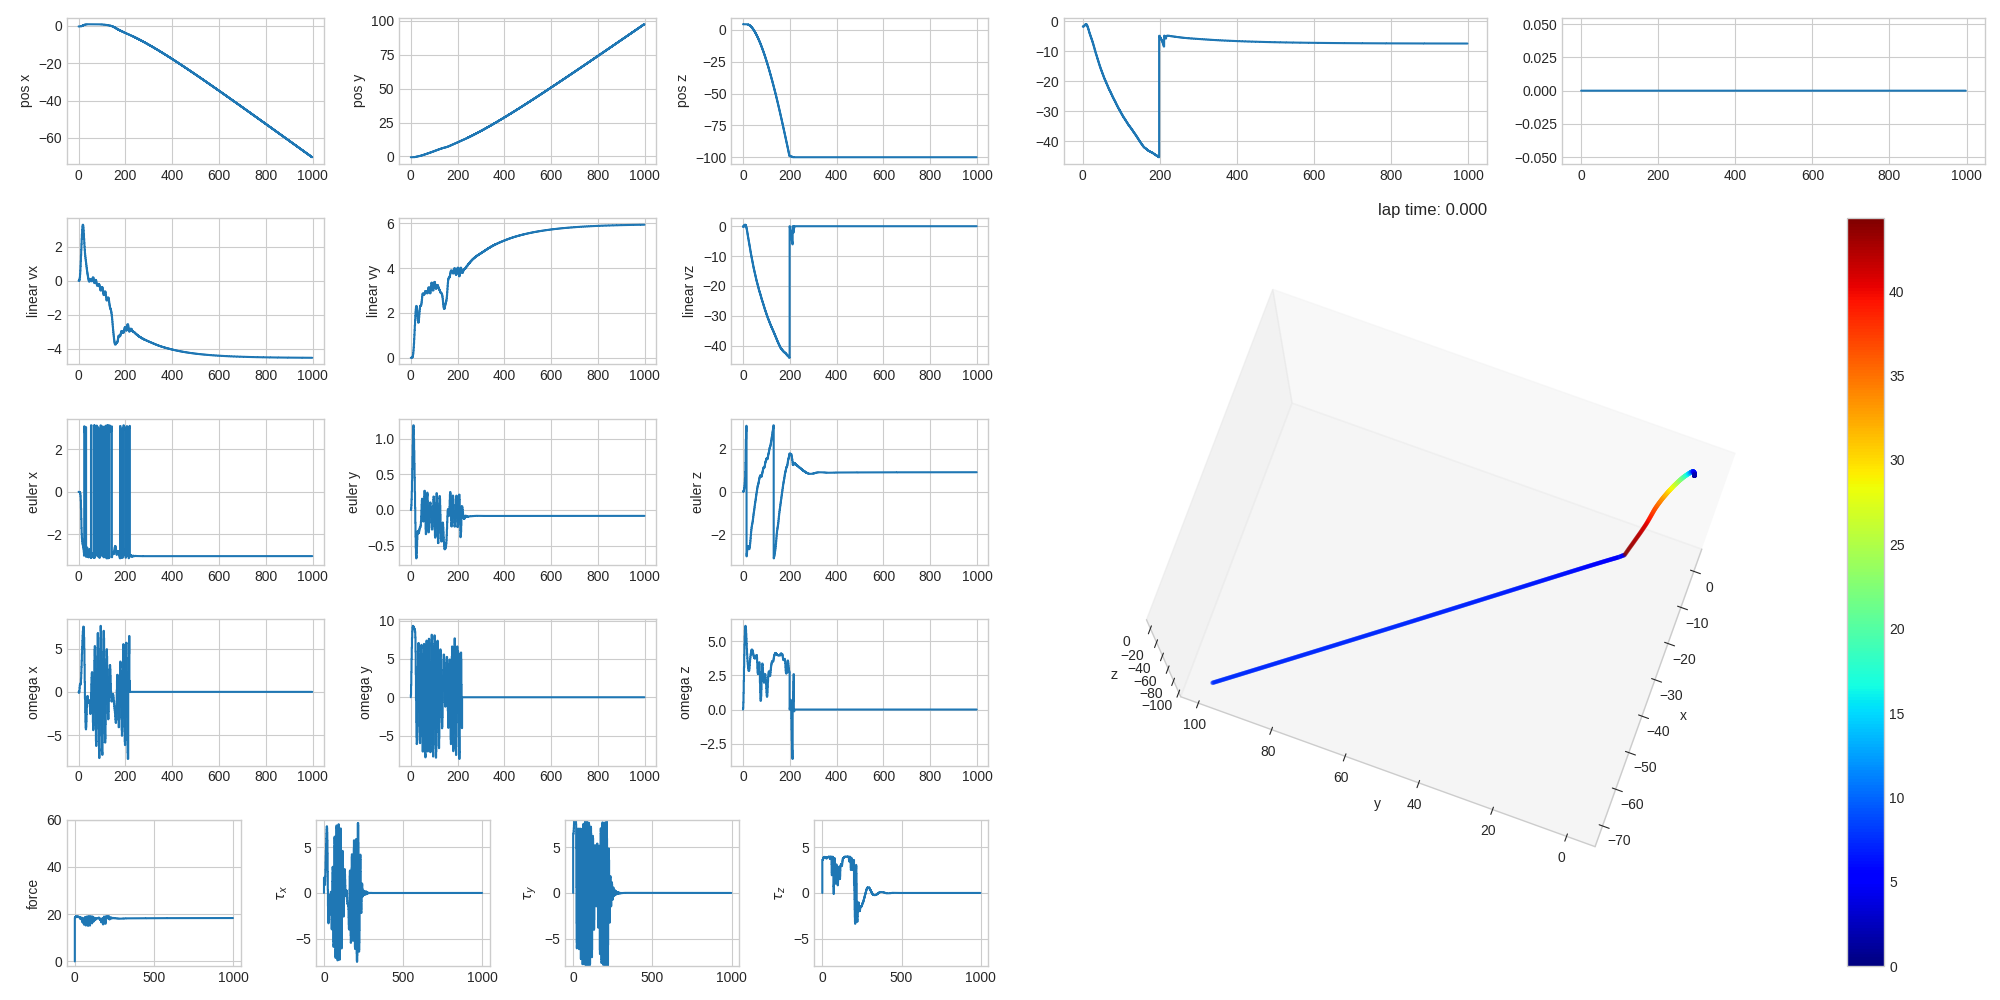 pos x
0
−20
−40
−60
0 200 400 600 800 1000
pos y
100
75
50
25
0
0 200 400 600 800 1000
pos z
0
−25
−50
−75
−100
0 200 400 600 800 1000
0
−10
−20
−30
−40
0 200 400 600 800 1000
0.050
0.025
0.000
−0.025
−0.050
0 200 400 600 800 1000
linear vx
2
0
−2
−4
0 200 400 600 800 1000
linear vy
6
4
2
0
0 200 400 600 800 1000
linear vz
0
−10
−20
−30
−40
0 200 400 600 800 1000
euler x
2
0
−2
0 200 400 600 800 1000
euler y
1.0
0.5
0.0
−0.5
0 200 400 600 800 1000
euler z
2
0
−2
0 200 400 600 800 1000
omega x
5
0
−5
0 200 400 600 800 1000
omega y
10
5
0
−5
0 200 400 600 800 1000
omega z
5.0
2.5
0.0
−2.5
0 200 400 600 800 1000
force
60
40
20
0
0 500 1000
τx
5
0
−5
0 500 1000
τy
5
0
−5
0 500 1000
τz
5
0
−5
0 500 1000
lap time: 0.000
z
0
−20
−40
−60
−80
−100
y
100
80
60
40
20
0
x
0
−10
−20
−30
−40
−50
−60
−70
40
35
30
25
20
15
10
5
0